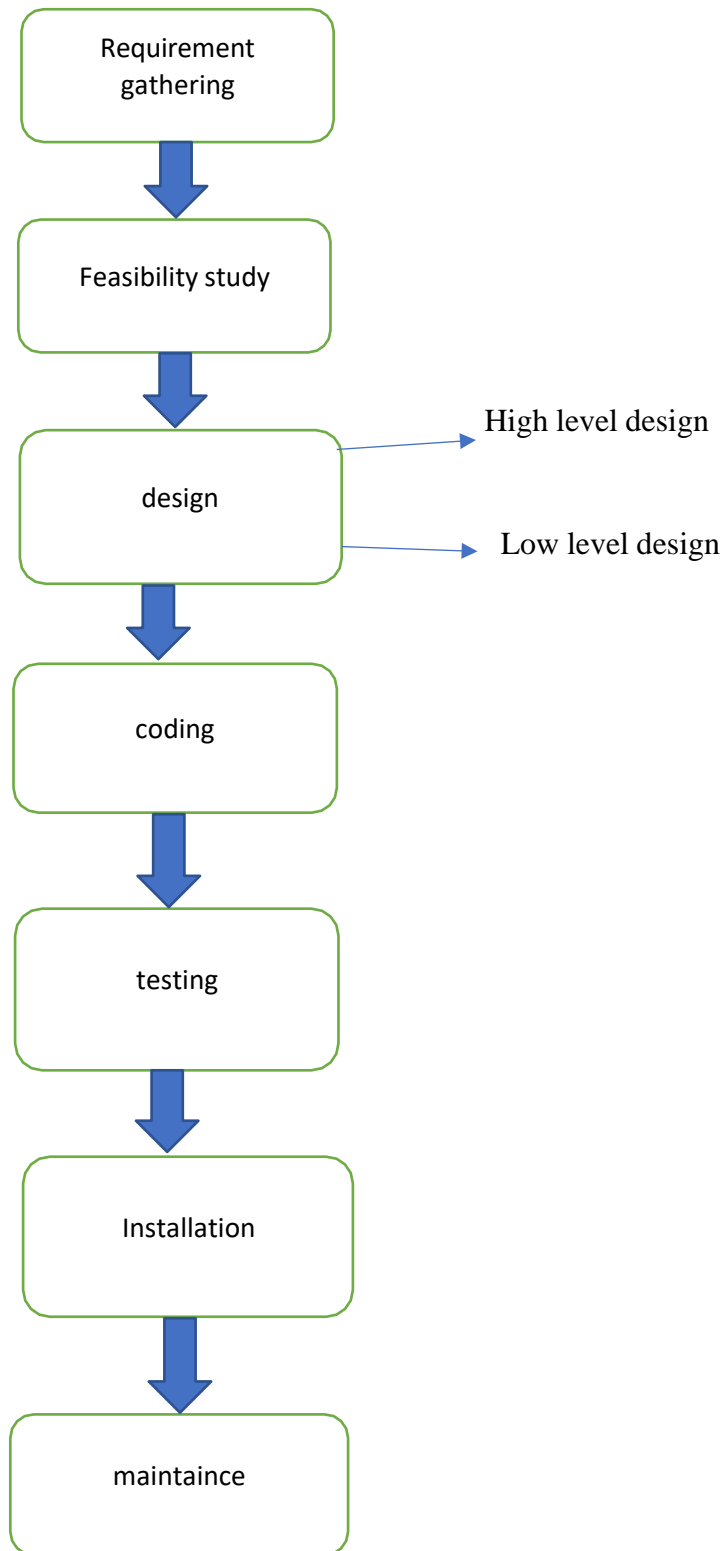 Requirement
gathering
Feasibility study
design
High level design
Low level design
coding
testing
Installation
maintaince